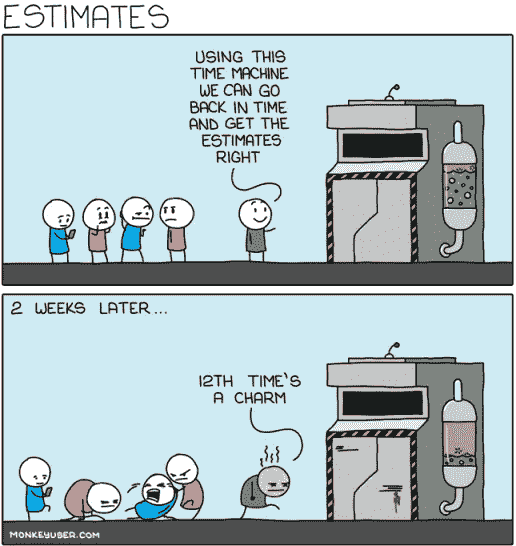 ESTIMATES
USING THIS
TIME MACHINE
WE CAN GO
BACK IN TIME
AND GET THE
ESTIMATES
RIGHT
2 WEEKS LATER...
12TH TIME'S
A CHARM
MONKEYUSER.COM